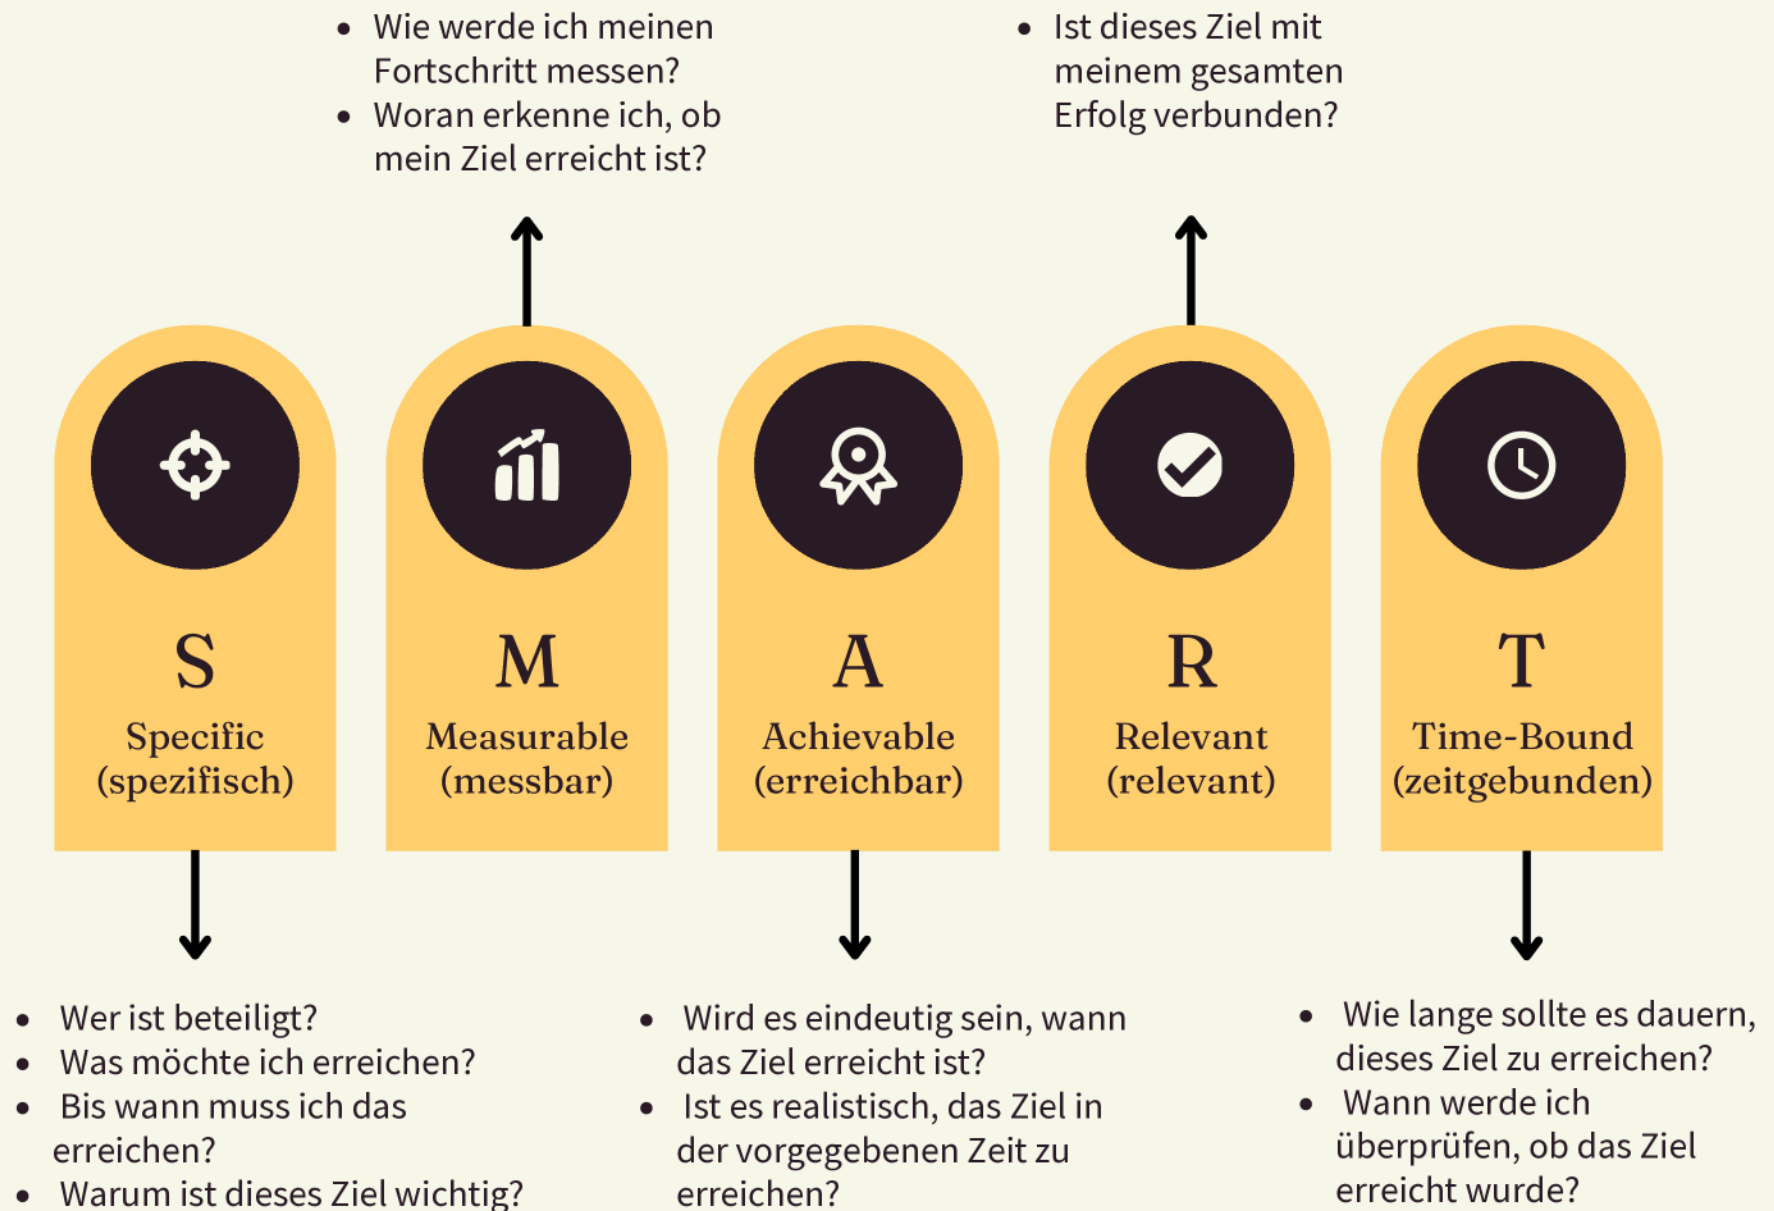 • Wie werde ich meinen
Fortschritt messen?
• Woran erkenne ich, ob
mein Ziel erreicht ist?
• Ist dieses Ziel mit
meinem gesamten
Erfolg verbunden?
S
Specific
(spezifisch)
M
Measurable
(messbar)
A
Achievable
(erreichbar)
R
Relevant
(relevant)
T
Time-Bound
(zeitgebunden)
• Wer ist beteiligt?
• Was möchte ich erreichen?
• Bis wann muss ich das
erreichen?
• Warum ist dieses Ziel wichtig?
• Wird es eindeutig sein, wann
das Ziel erreicht ist?
• Ist es realistisch, das Ziel in
der vorgegebenen Zeit zu
erreichen?
• Wie lange sollte es dauern,
dieses Ziel zu erreichen?
• Wann werde ich
überprüfen, ob das Ziel
erreicht wurde?